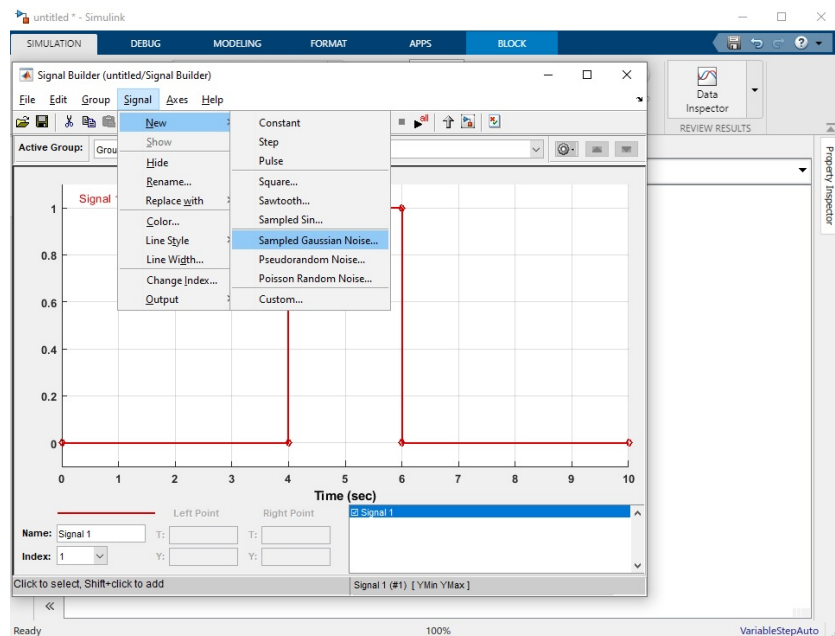 untitled * - Simulink
SIMULATION DEBUG MODELING FORMAT APPS BLOCK
Signal Builder (untitled/Signal Builder)
File Edit Group Signal Axes Help
Data
Inspector
REVIEW RESULTS
Property Inspector
all
Active Group: Grou
New
Show
Hide
Rename...
Replace with
Color...
Line Style
Line Width...
Change Index...
Output
Constant
Step
Pulse
Square...
Sawtooth...
Sampled Sin...
Sampled Gaussian Noise...
Pseudorandom Noise...
Poisson Random Noise...
Custom...
Signal
1
0.8
0.6
0.4
0.2
0
0 1 2 3 4 5 6 7 8 9 10
Time (sec)
Left Point Right Point
Name: Signal 1 T: T:
Index: 1 Y: Y:
Signal 1
Click to select, Shift+click to add
Signal 1 (#1) [ YMin YMax ]
Ready 100% VariableStepAuto